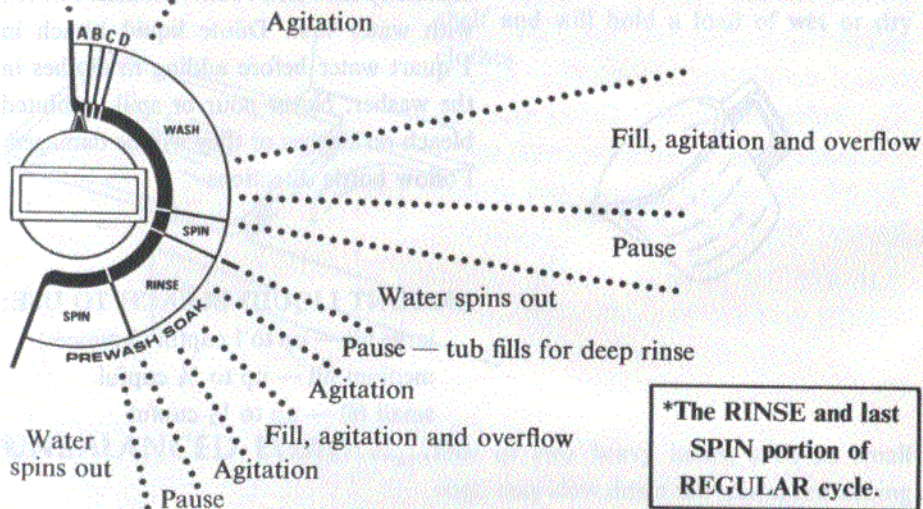 Agitation
A B C D
WASH
Fill, agitation and overflow
SPIN
Pause
RINSE
Water spins out
SPIN
PREWASH SOAK
Pause — tub fills for deep rinse
Agitation
Fill, agitation and overflow
Agitation
Water
spins out
Pause
*The RINSE and last
SPIN portion of
REGULAR cycle.